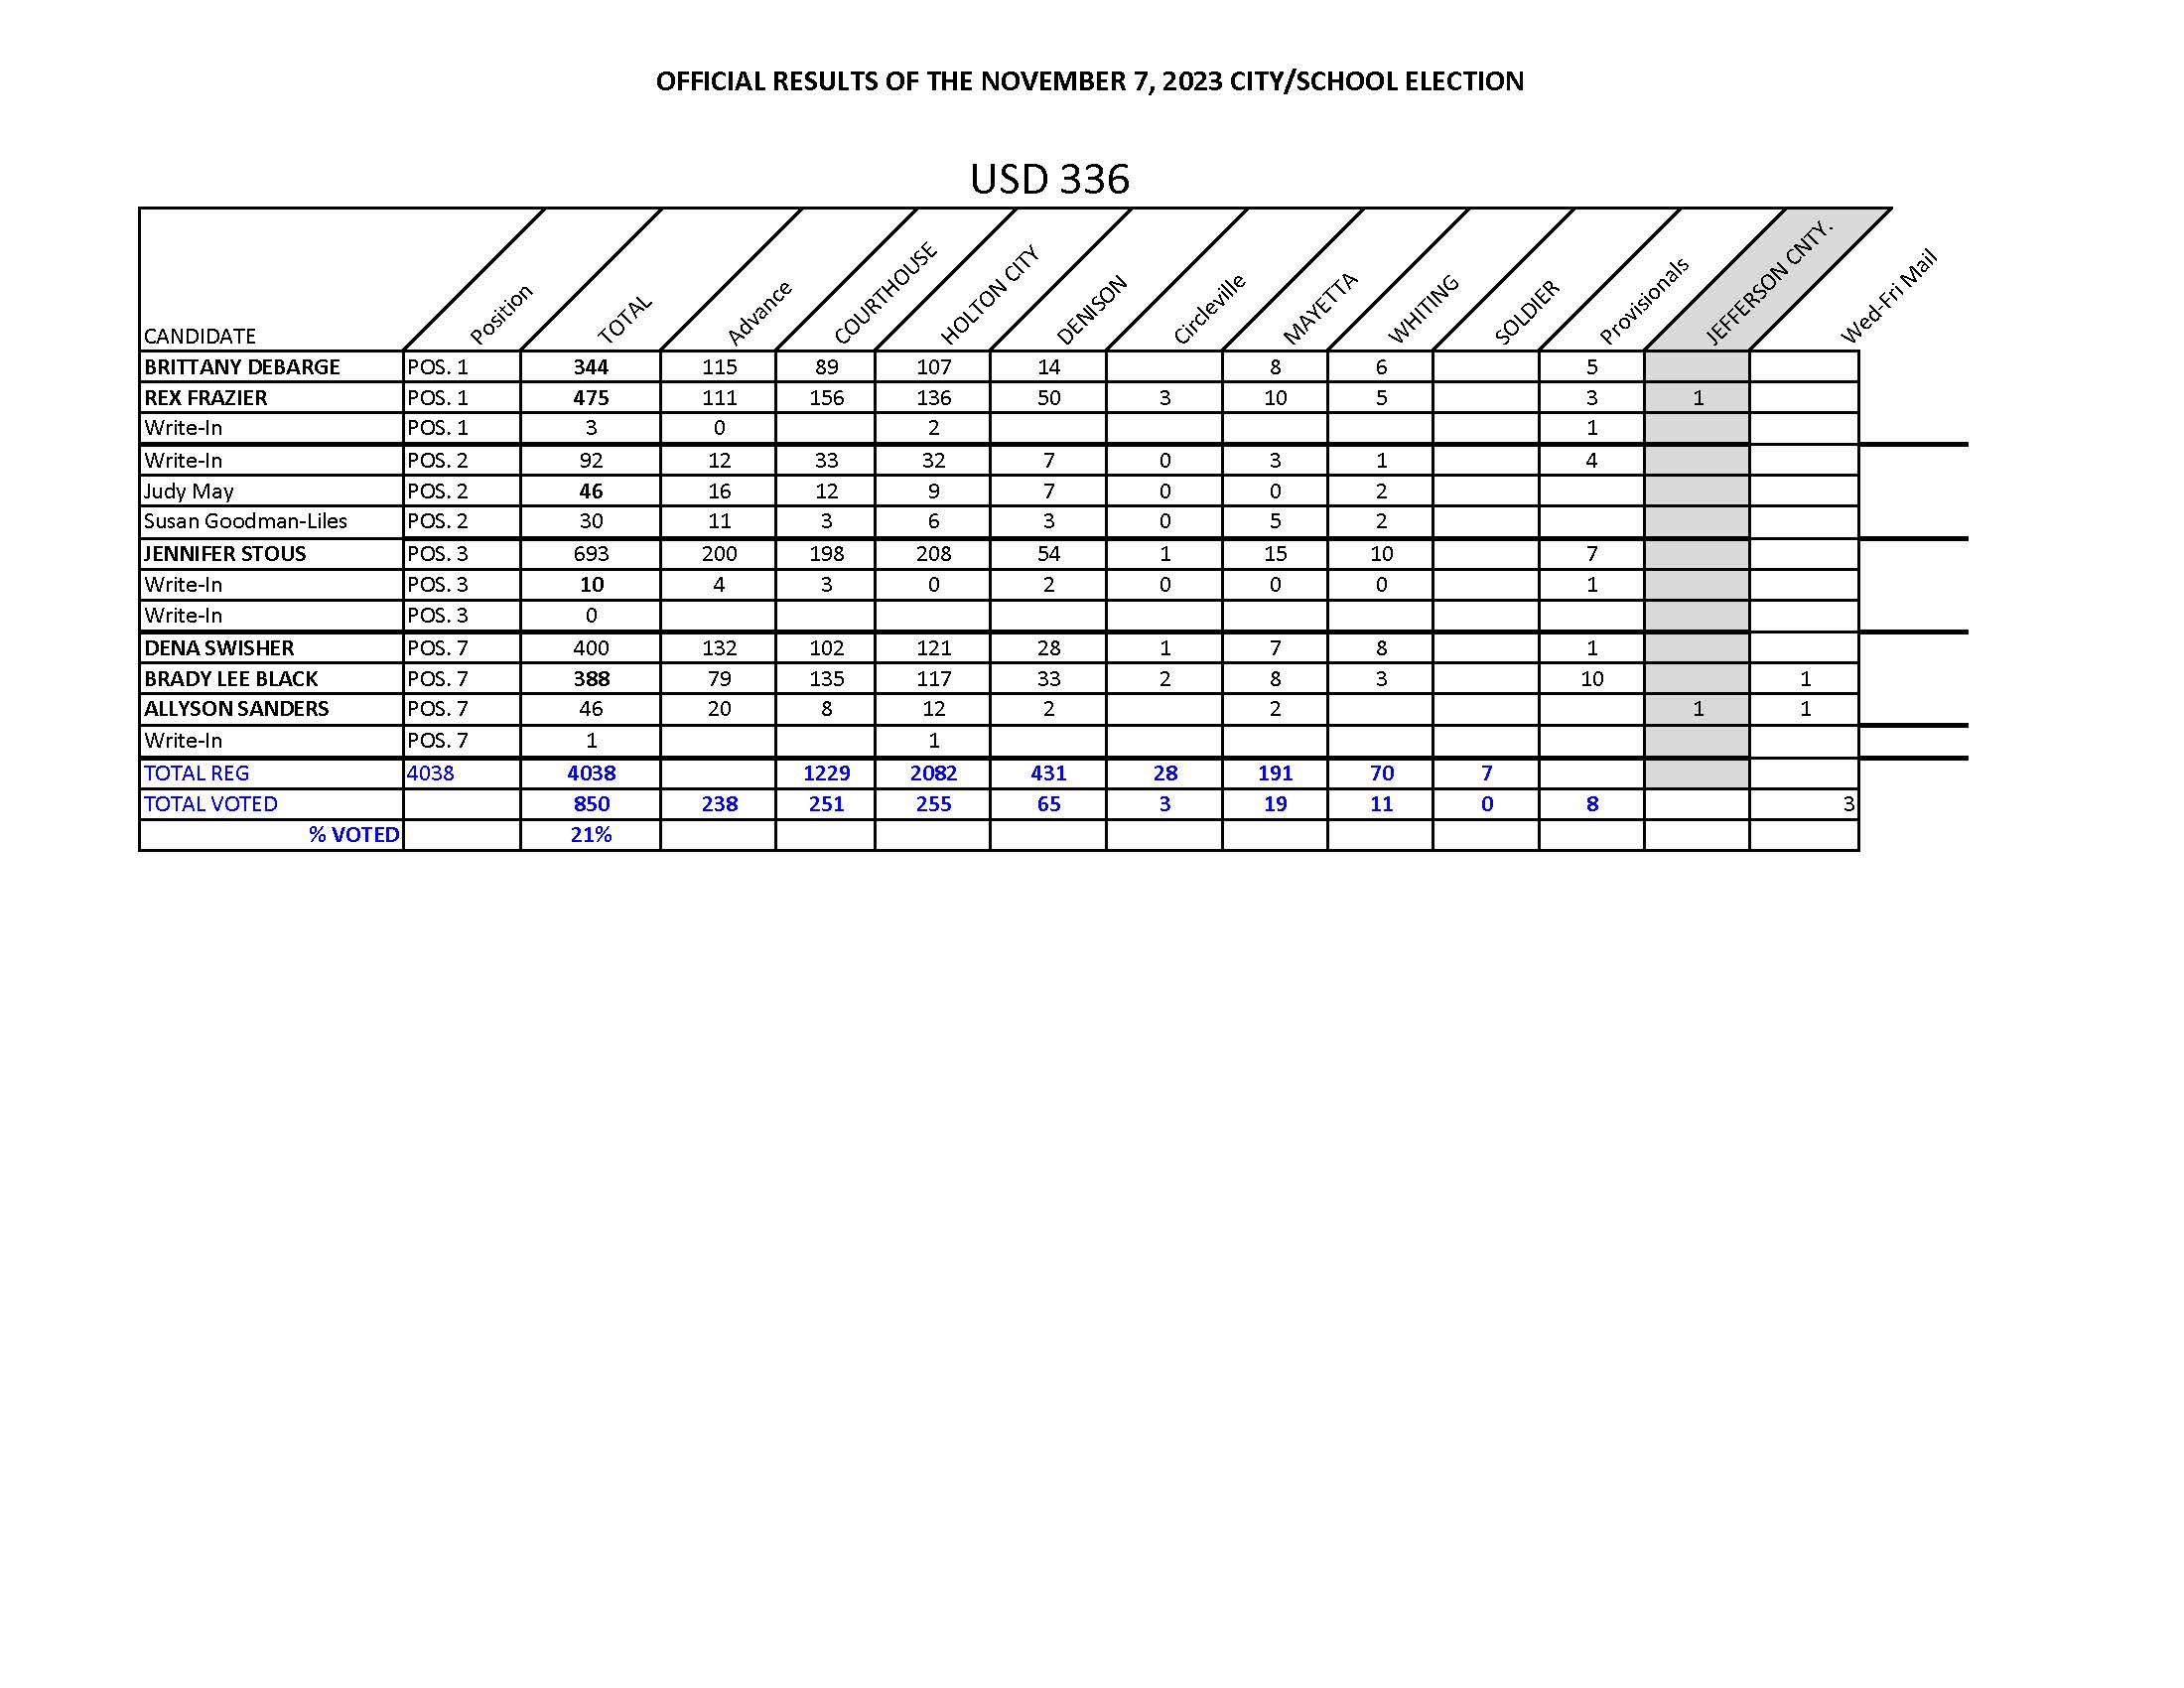 OFFICIAL RESULTS OF THE NOVEMBER 7, 2023 CITY/SCHOOL ELECTION
USD 336
CANDIDATE Position TOTAL Advance COURTHOUSE HOLTON CITY DENISON Circleville MAYETTA WHITING SOLDIER Provisionals JEFFERSON CNTY. Wed-Fri Mail
BRITTANY DEBARGE POS. 1 344 115 89 107 14 8 6 5
REX FRAZIER POS. 1 475 111 156 136 50 3 10 5 3 1
Write-In POS. 1 3 0 2 1
Write-In POS. 2 92 12 33 32 7 0 3 1 4
Judy May POS. 2 46 16 12 9 7 0 0 2
Susan Goodman-Liles POS. 2 30 11 3 6 3 0 5 2
JENNIFER STOUS POS. 3 693 200 198 208 54 1 15 10 7
Write-In POS. 3 10 4 3 0 2 0 0 0 1
Write-In POS. 3 0
DENA SWISHER POS. 7 400 132 102 121 28 1 7 8 1
BRADY LEE BLACK POS. 7 388 79 135 117 33 2 8 3 10 1
ALLYSON SANDERS POS. 7 46 20 8 12 2 2 1 1
Write-In POS. 7 1 1
TOTAL REG 4038 4038 1229 2082 431 28 191 70 7
TOTAL VOTED 850 238 251 255 65 3 19 11 0 8 3
% VOTED 21%